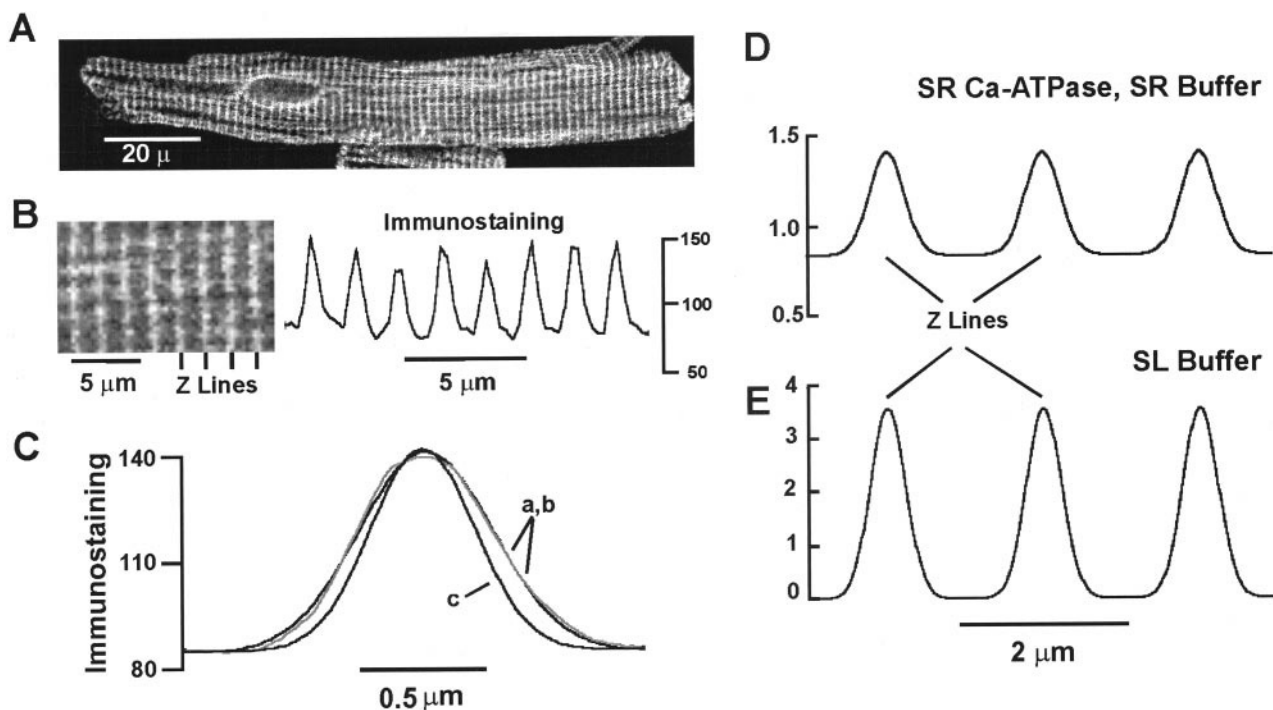 A
20 μ
B
5 μm
Z Lines
Immunostaining
150
100
50
5 μm
C
Immunostaining
140
110
80
a,b
c
0.5 μm
D
SR Ca-ATPase, SR Buffer
1.5
1.0
0.5
Z Lines
SL Buffer
E
4
3
2
1
0
2 μm